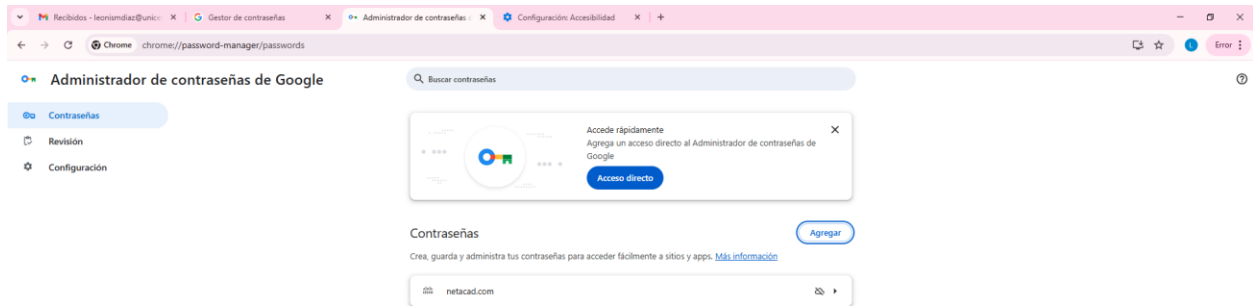 Recibidos - leonismdiaz@unice
Gestor de contraseñas
Administrador de contraseñas d
Configuración: Accesibilidad
Chrome
chrome://password-manager/passwords
Error
Administrador de contraseñas de Google
Buscar contraseñas
Contraseñas
Revisión
Configuración
Accede rápidamente
Agrega un acceso directo al Administrador de contraseñas de
Google
Acceso directo
Contraseñas
Agregar
Crea, guarda y administra tus contraseñas para acceder fácilmente a sitios y apps. Más información
netacad.com